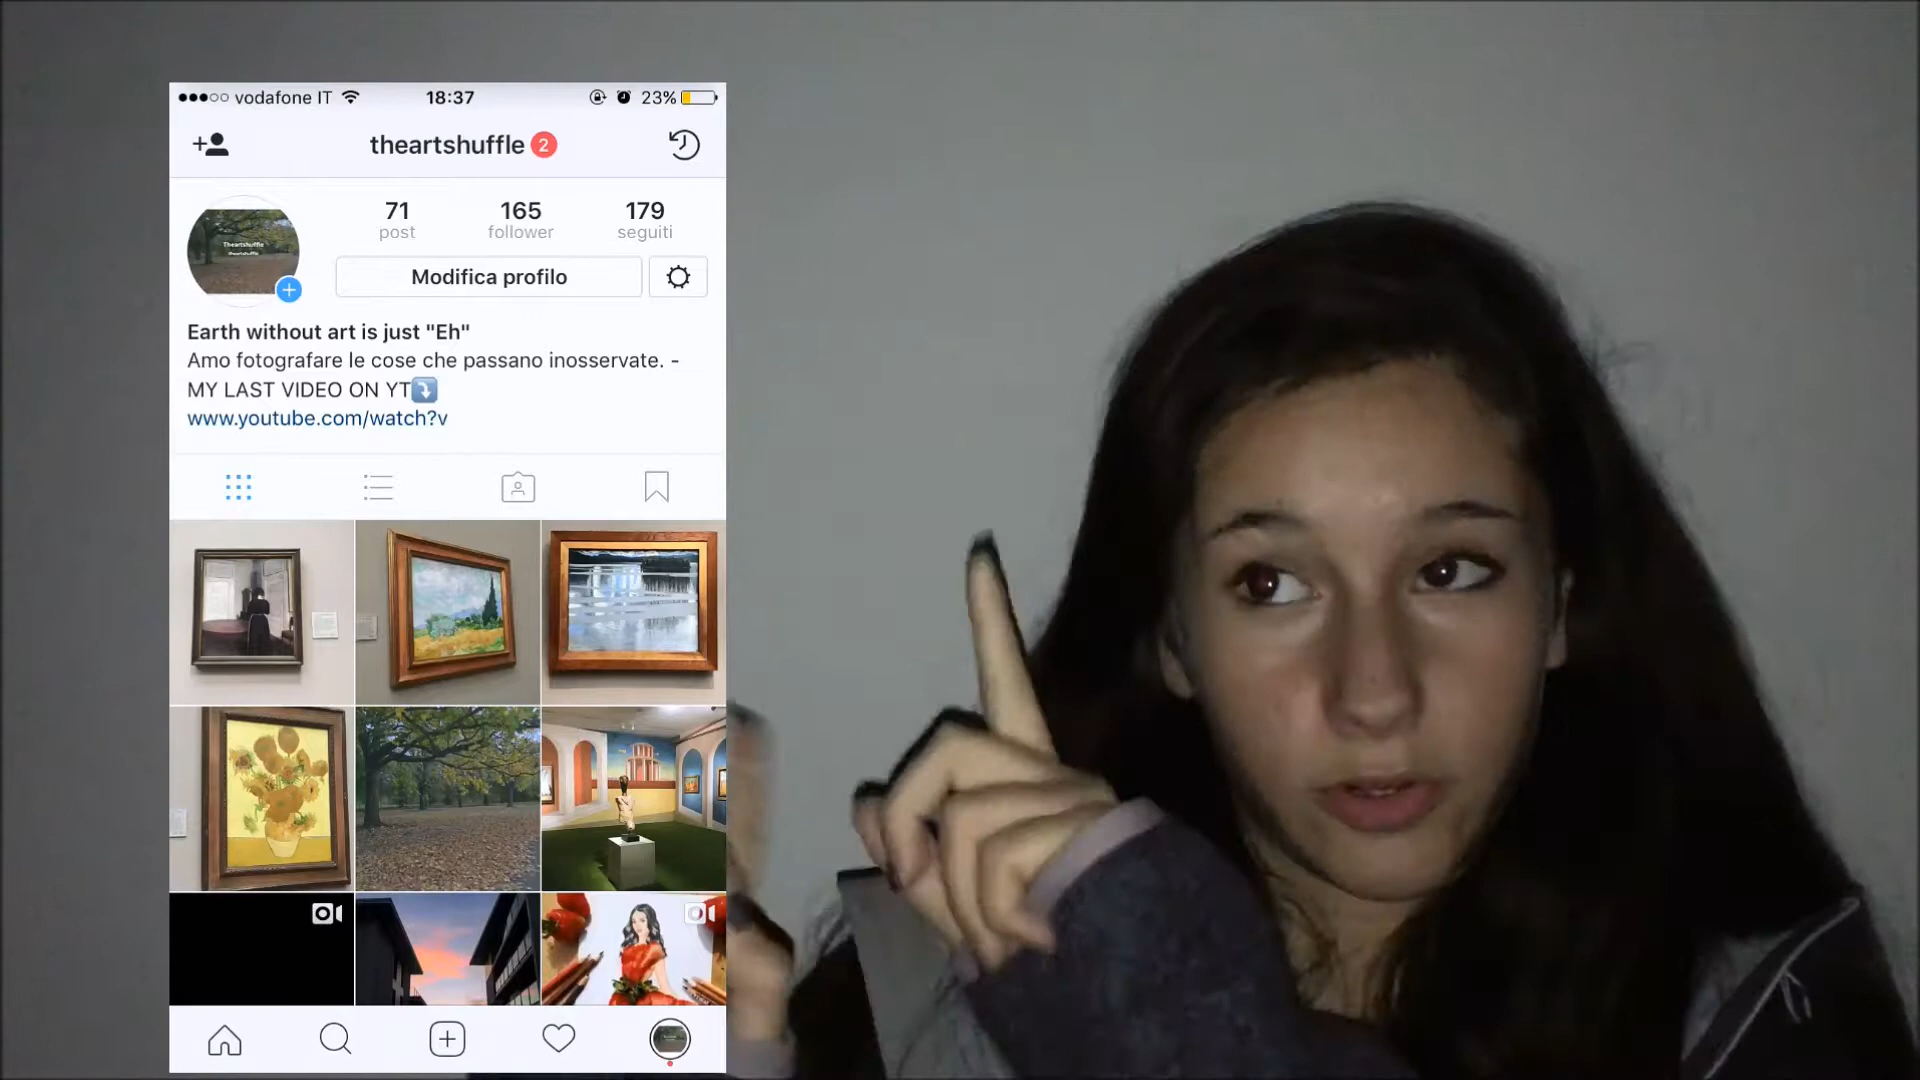 vodafone IT 18:37 23%
theartshuffle 2
71 165 179
post follower seguiti
Theartshuffle
Modifica profilo
Earth without art is just "Eh"
Amo fotografare le cose che passano inosservate. -
MY LAST VIDEO ON YT
www.youtube.com/watch?v